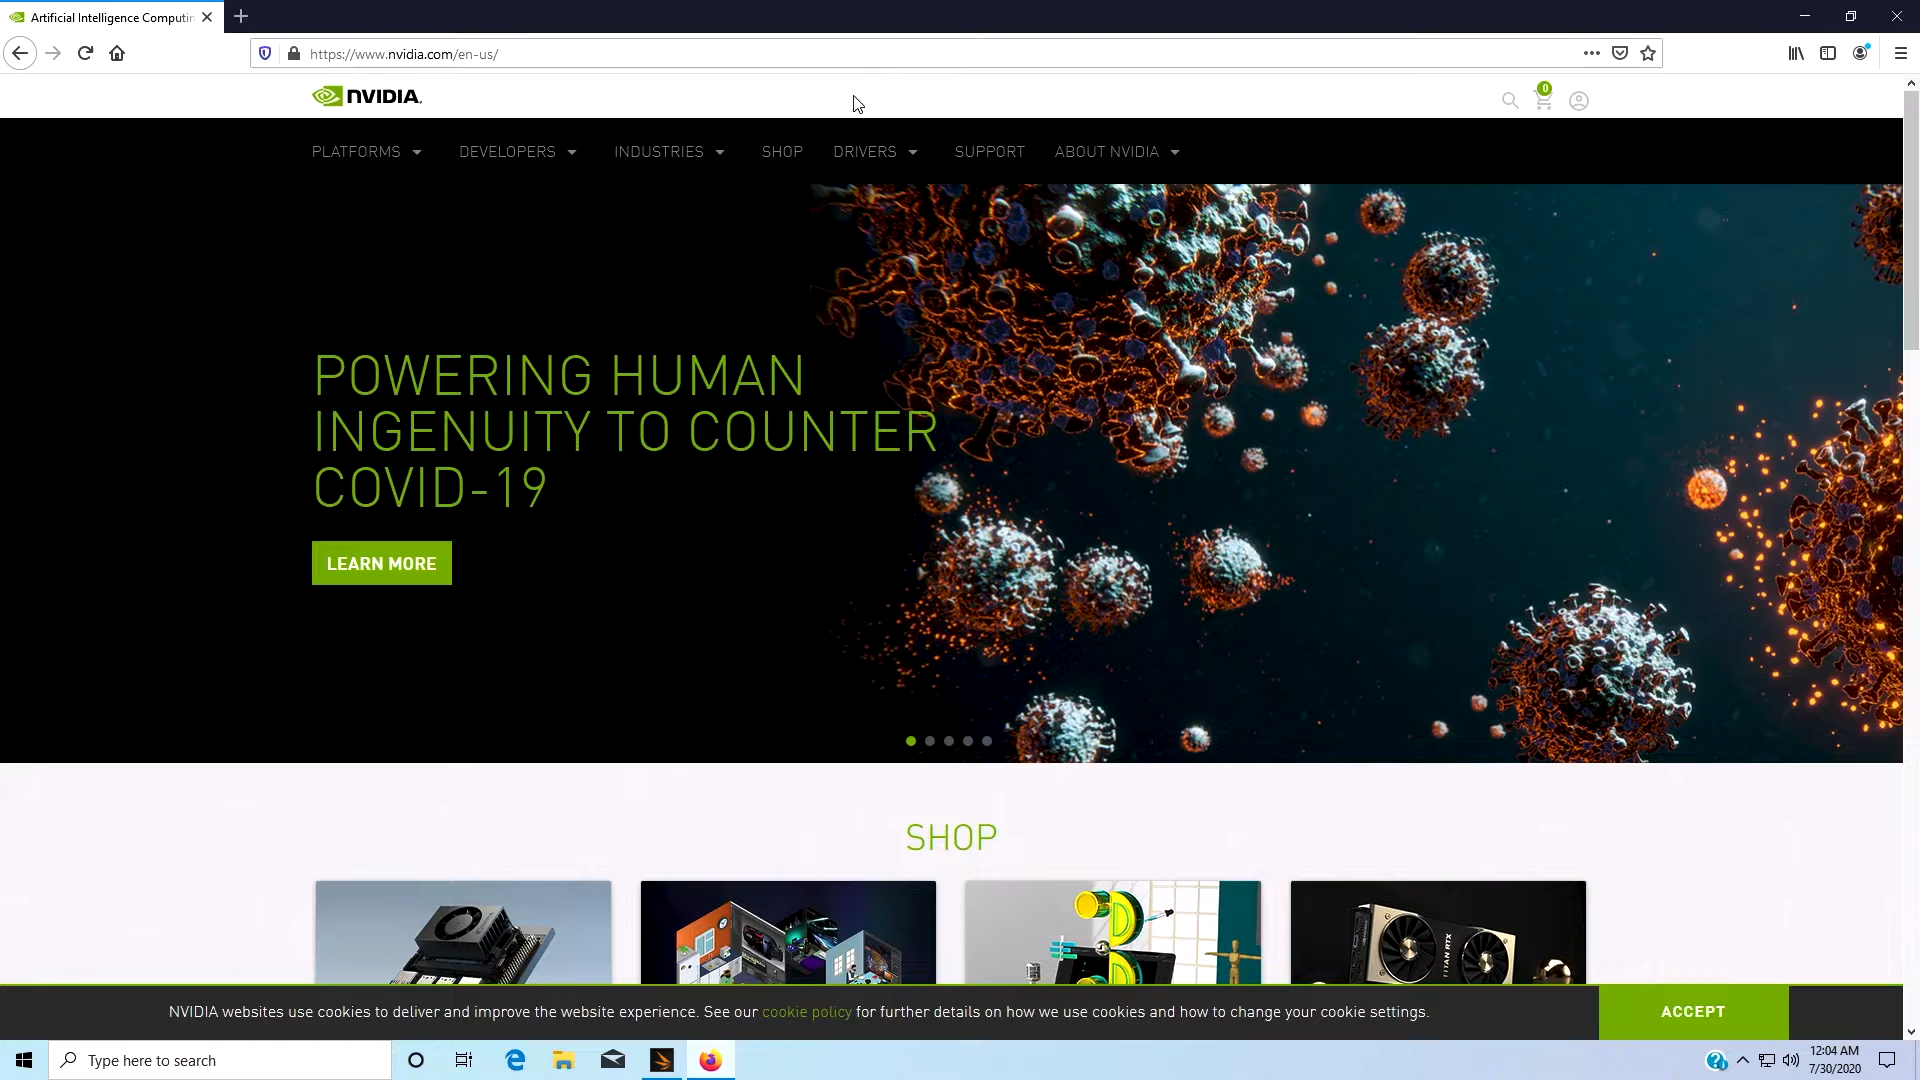 Artificial Intelligence Computin
https://www.nvidia.com/en-us/
NVIDIA.
0
PLATFORMS
DEVELOPERS
INDUSTRIES
SHOP
DRIVERS
SUPPORT
ABOUT NVIDIA
POWERING HUMAN
INGENUITY TO COUNTER
COVID-19
LEARN MORE
SHOP
TITAN RTX
NVIDIA websites use cookies to deliver and improve the website experience. See our cookie policy for further details on how we use cookies and how to change your cookie settings.
ACCEPT
Type here to search
12:04 AM
7/30/2020